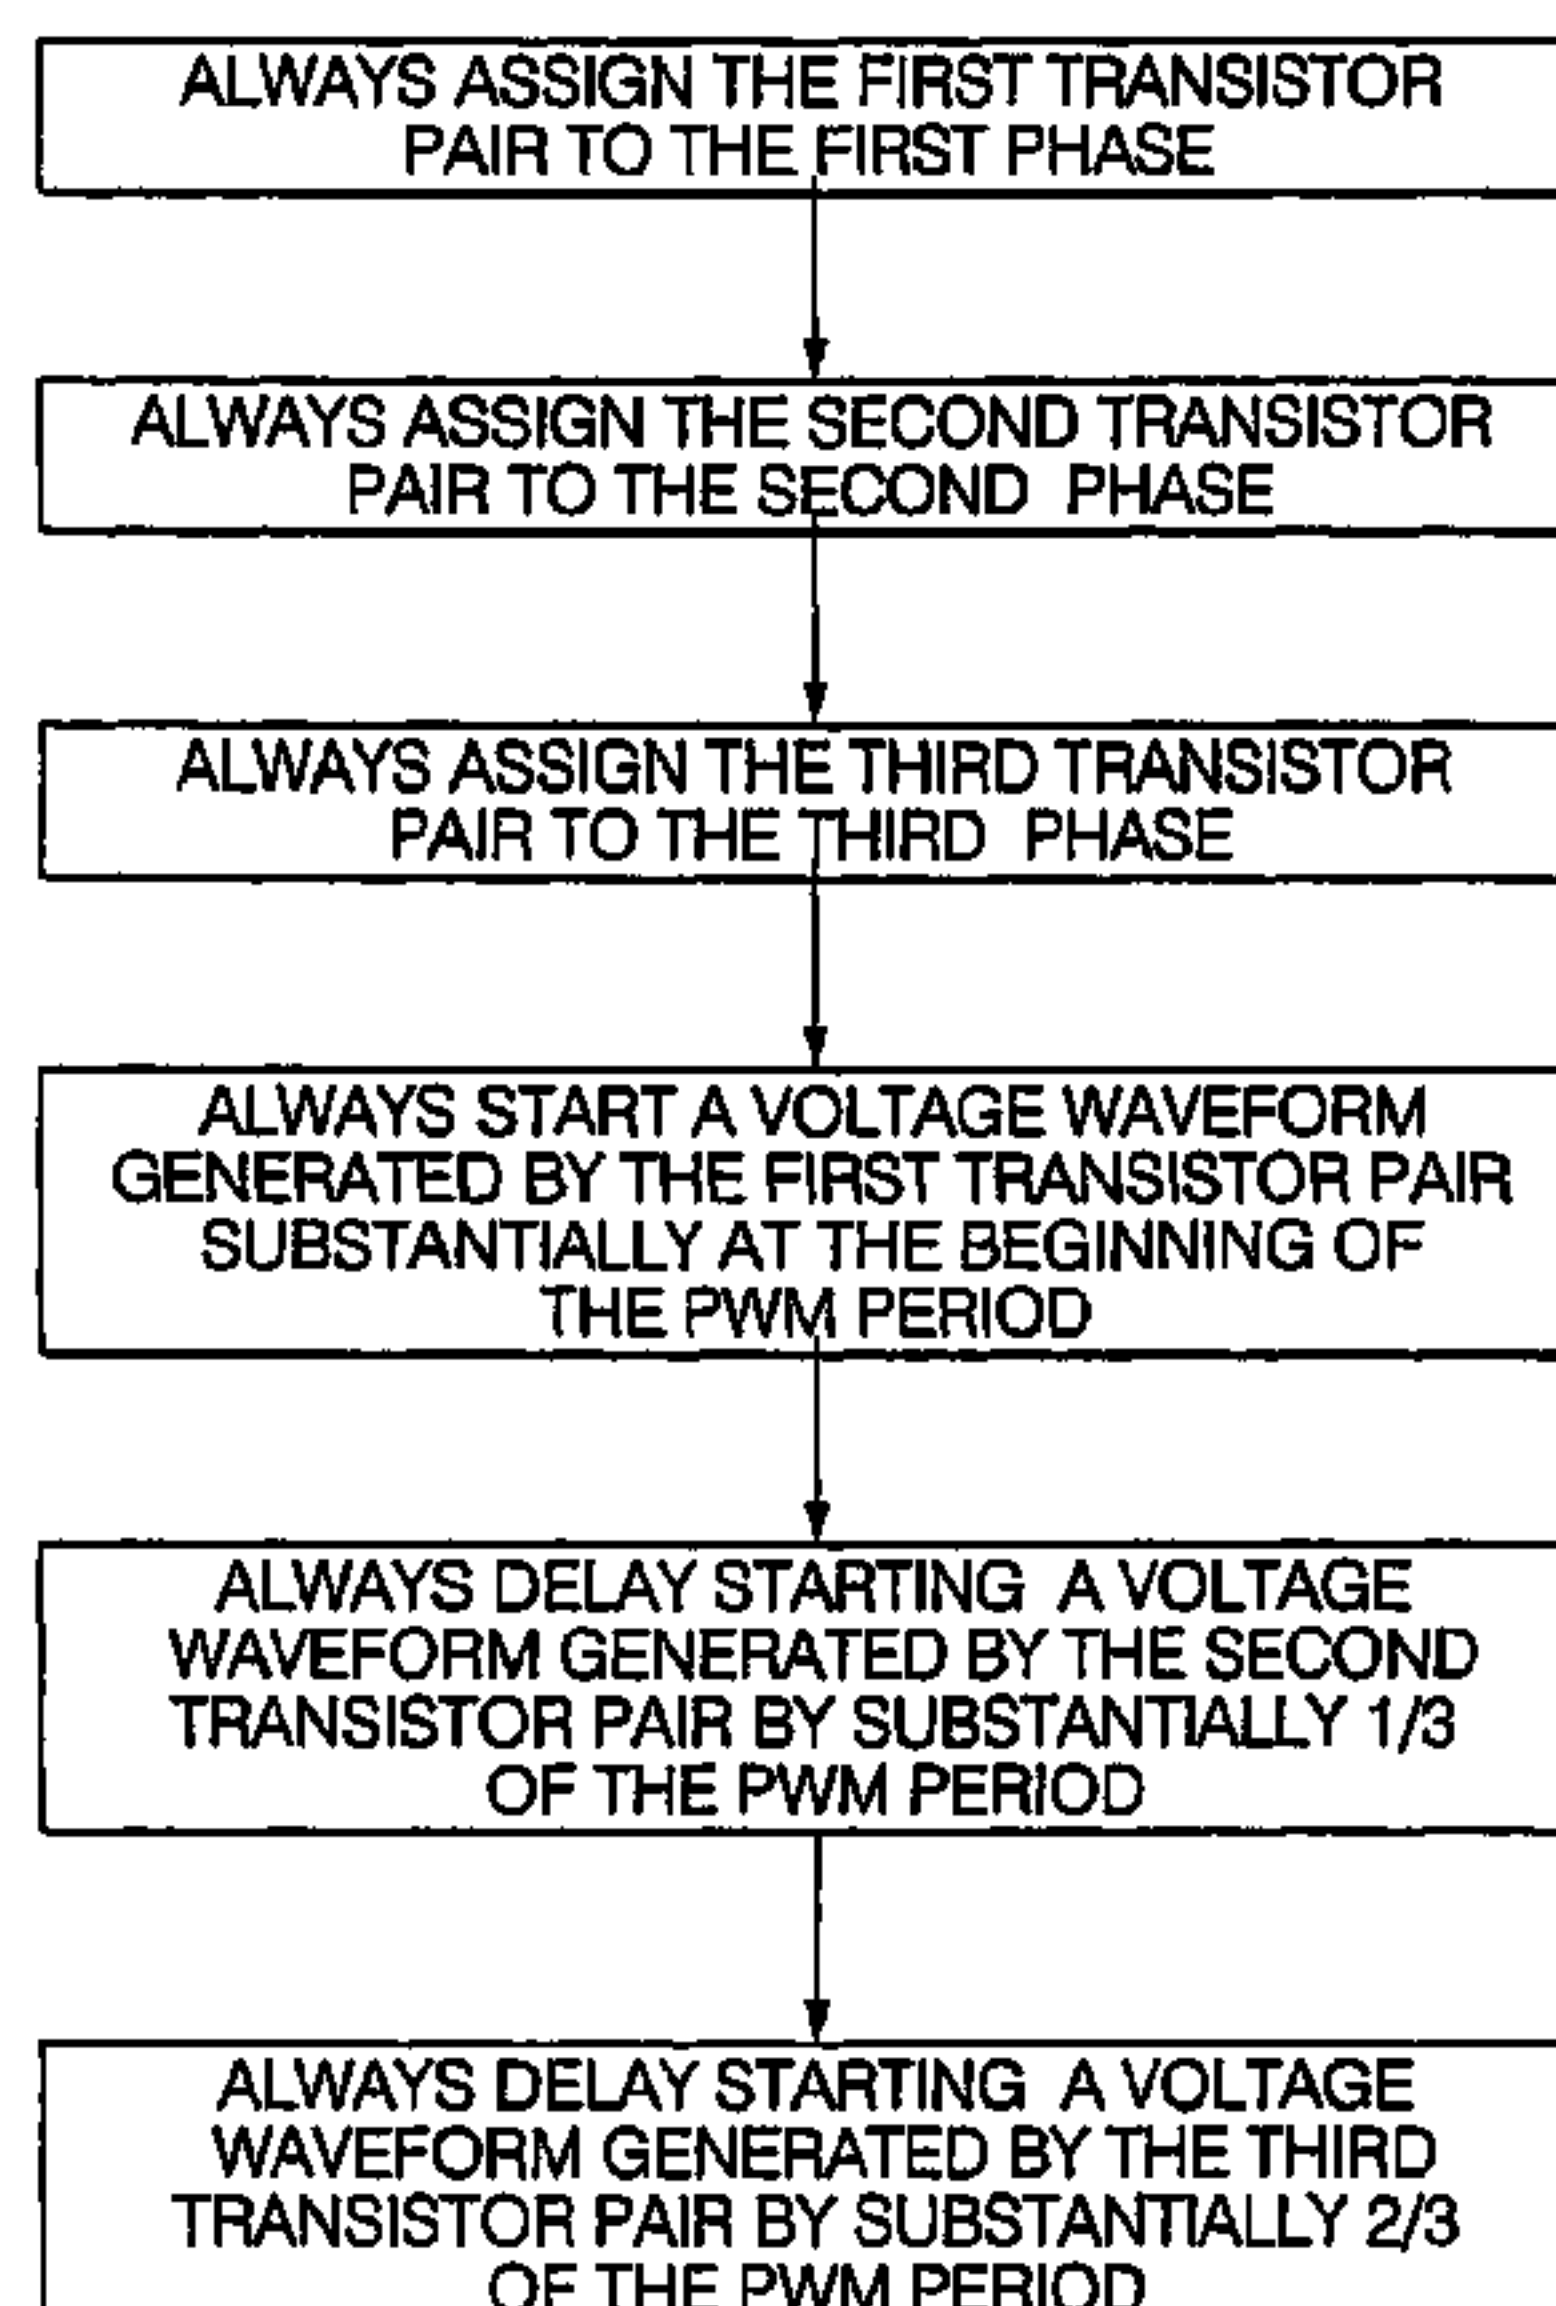 ALWAYS ASSIGN THE FIRST TRANSISTOR
PAIR TO THE FIRST PHASE
ALWAYS ASSIGN THE SECOND TRANSISTOR
PAIR TO THE SECOND PHASE
ALWAYS ASSIGN THE THIRD TRANSISTOR
PAIR TO THE THIRD PHASE
ALWAYS START A VOLTAGE WAVEFORM
GENERATED BY THE FIRST TRANSISTOR PAIR
SUBSTANTIALLY AT THE BEGINNING OF
THE PWM PERIOD
ALWAYS DELAY STARTING A VOLTAGE
WAVEFORM GENERATED BY THE SECOND
TRANSISTOR PAIR BY SUBSTANTIALLY 1/3
OF THE PWM PERIOD
ALWAYS DELAY STARTING A VOLTAGE
WAVEFORM GENERATED BY THE THIRD
TRANSISTOR PAIR BY SUBSTANTIALLY 2/3
OF THE PWM PERIOD